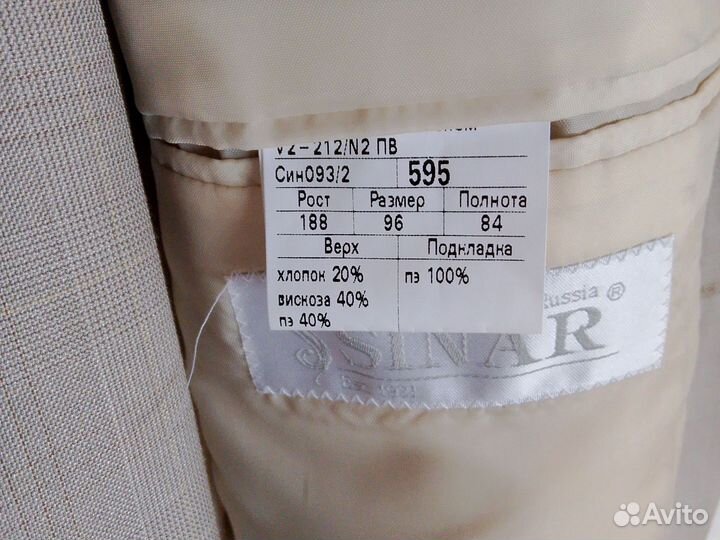 V2-212/N2 ПВ
Син093/2 595
Рост Размер Полнота
188 96 84
Верх Подкладка
хлопок 20% пэ 100%
вискоза 40%
пэ 40%
Russia ®
SINAR
Avito